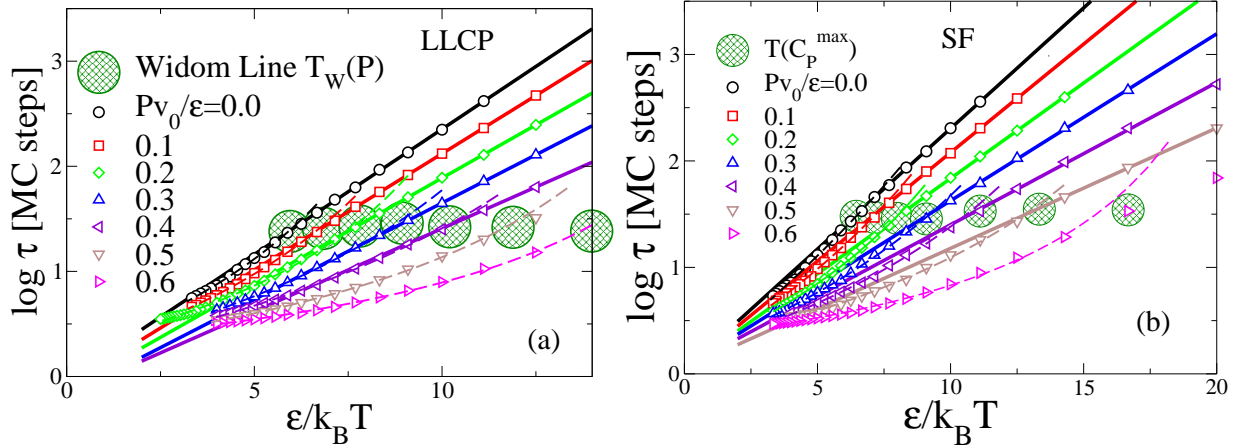 LLCP
Widom Line T_W(P)
Pv_0/ε=0.0
0.1
0.2
0.3
0.4
0.5
0.6
log τ [MC steps]
3
2
1
0
0
5
10
ε/k_BT
(a)
SF
T(C_P^max)
Pv_0/ε=0.0
0.1
0.2
0.3
0.4
0.5
0.6
log τ [MC steps]
3
2
1
0
0
5
10
15
20
ε/k_BT
(b)